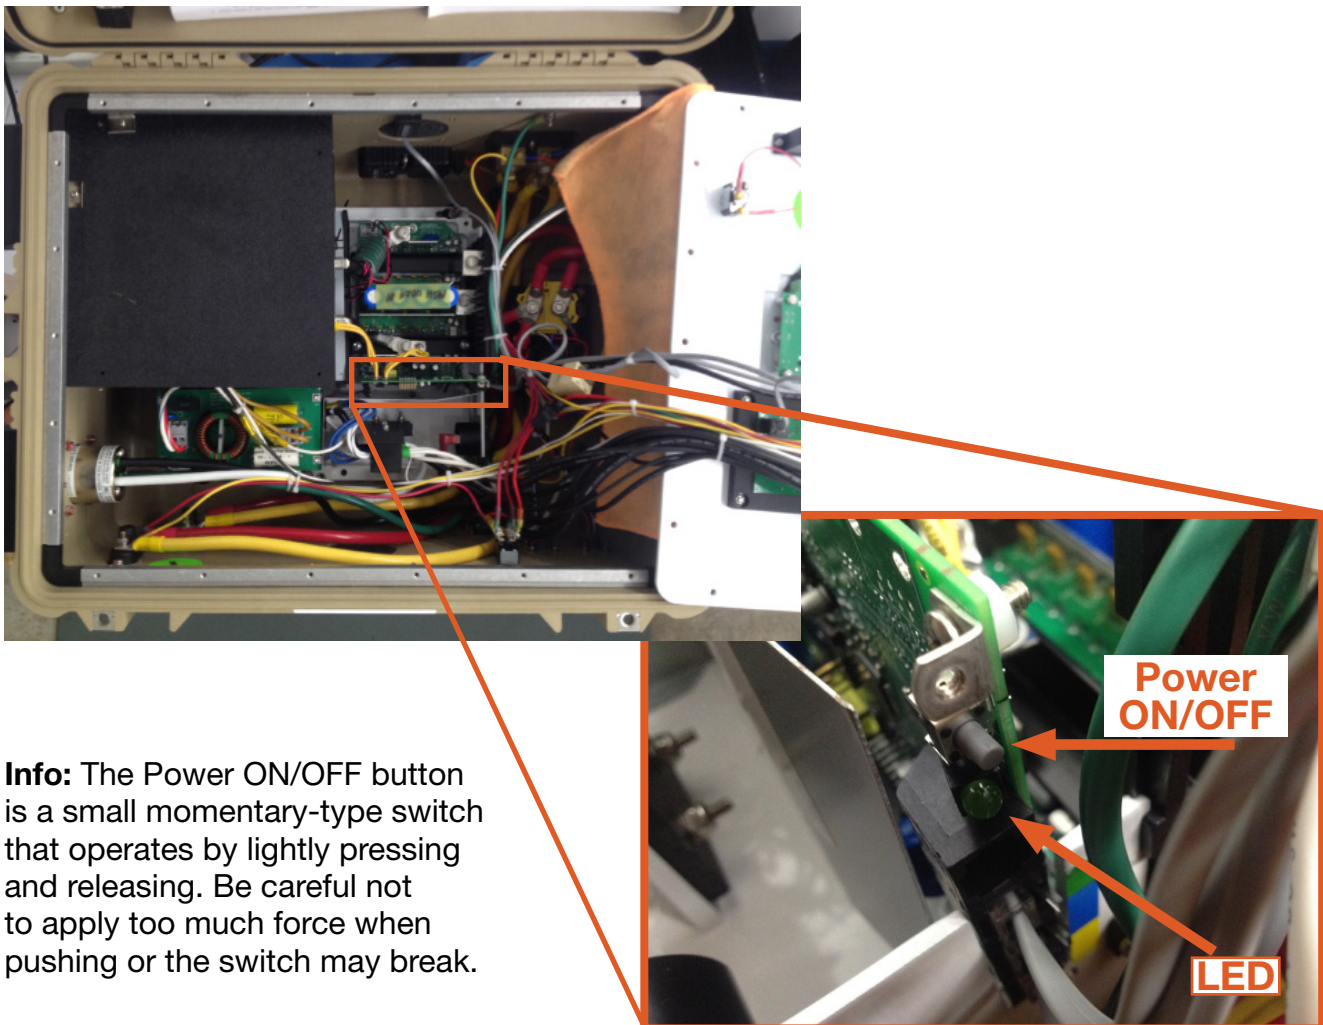 Power
ON/OFF
Info: The Power ON/OFF button
is a small momentary-type switch
that operates by lightly pressing
and releasing. Be careful not
to apply too much force when
pushing or the switch may break.
LED